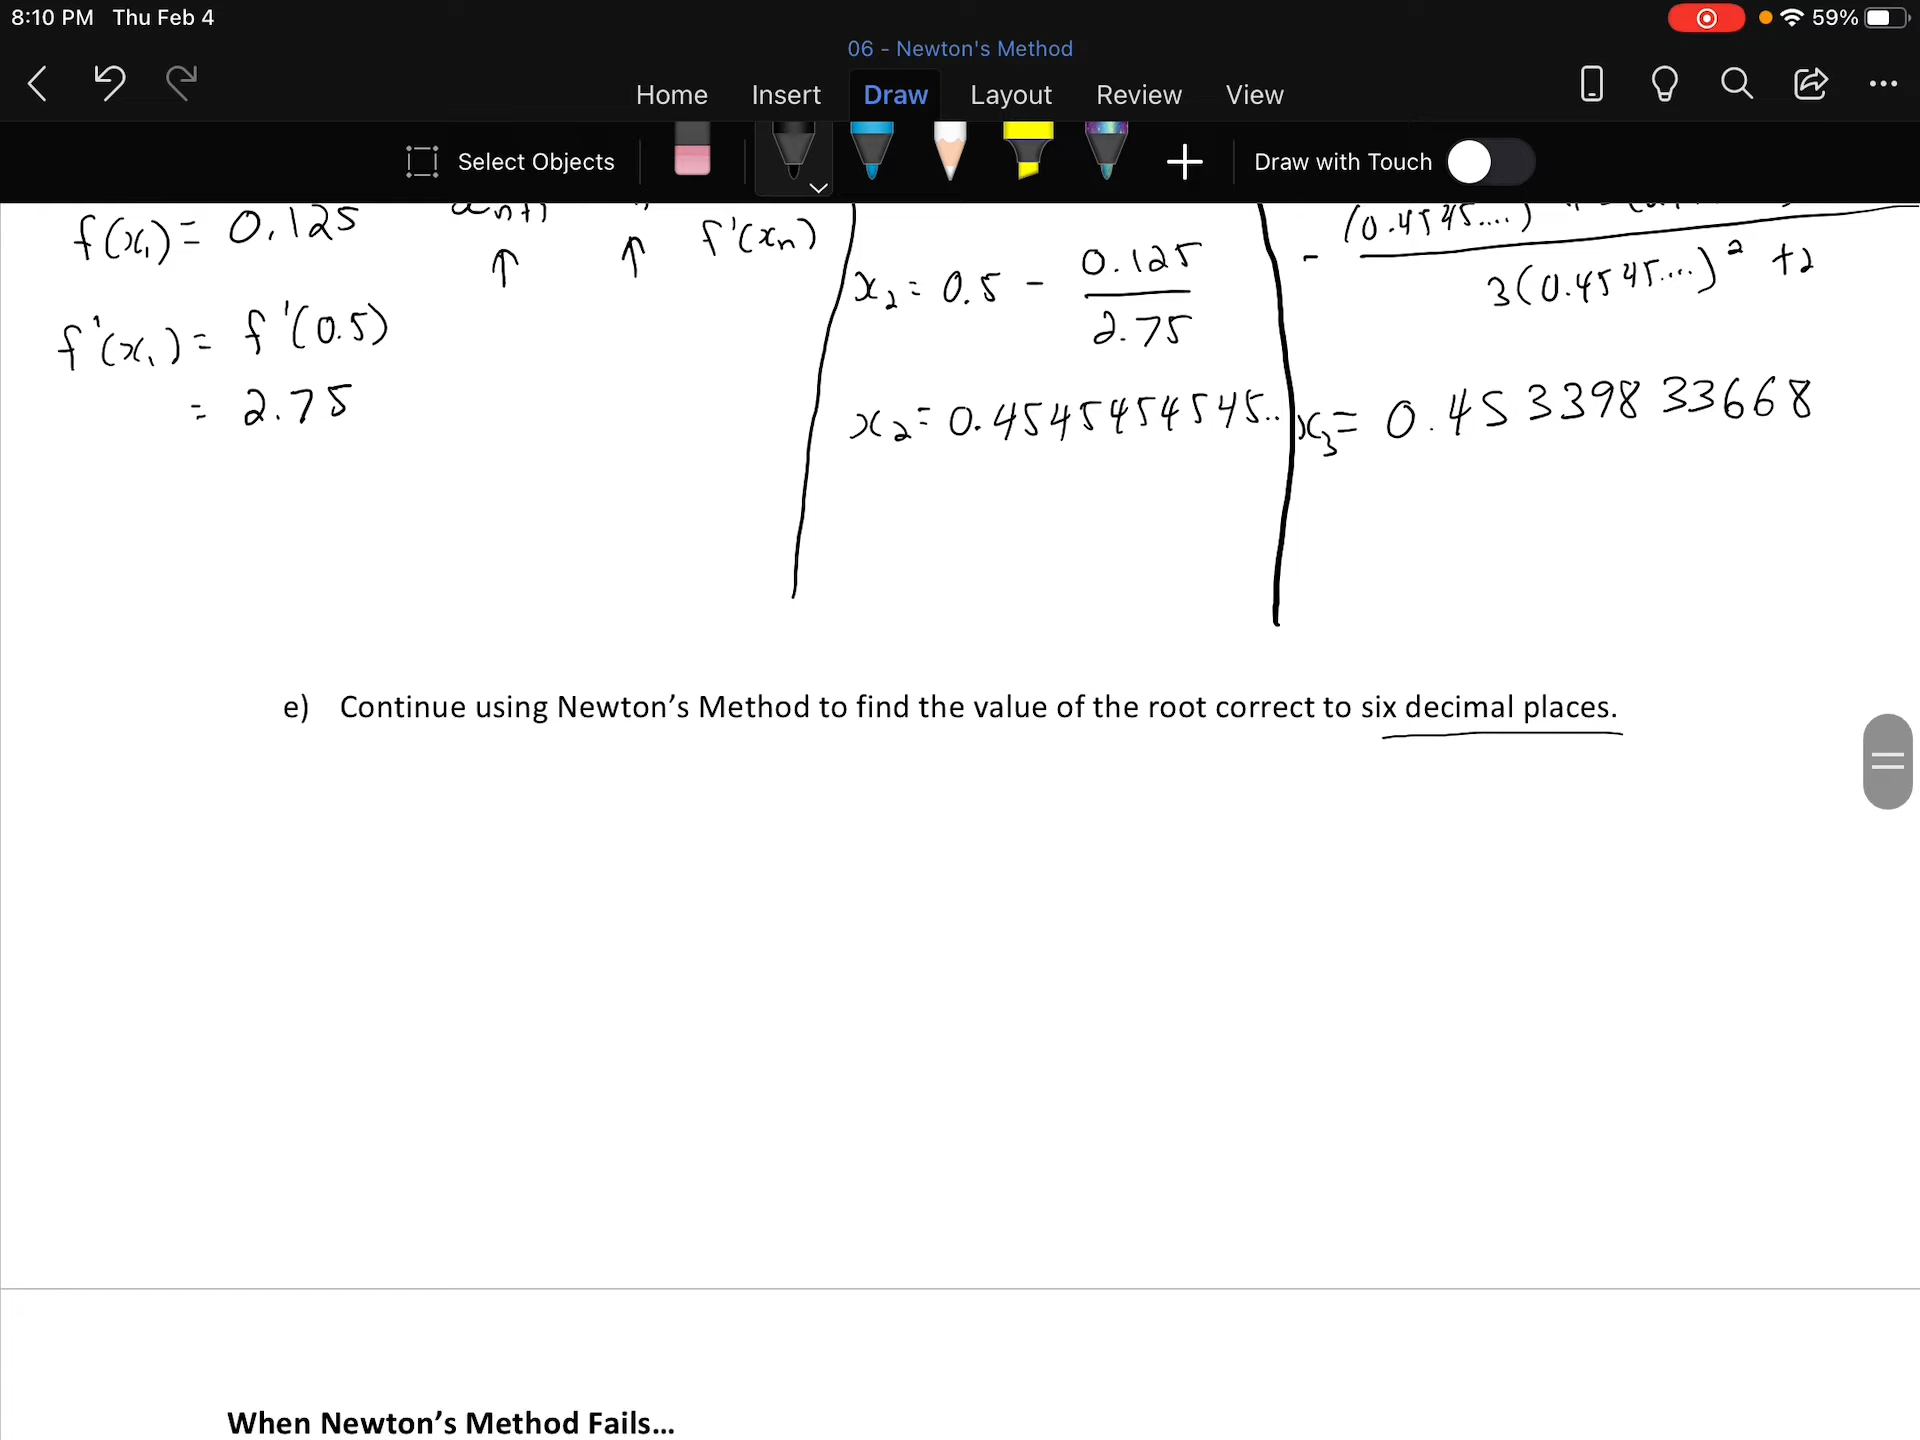 8:10 PM Thu Feb 4
59%
06 - Newton's Method
Home Insert Draw Layout Review View
Select Objects
Draw with Touch
f(x₁) = 0.125
f'(xₙ)
f'(x₁) = f'(0.5)
= 2.75
x₂ = 0.5 - 0.125
2.75
x₂ = 0.4545454545..
- (0.4545....)
3(0.4545....)² +2
x₃ = 0.45339833668
e) Continue using Newton’s Method to find the value of the root correct to six decimal places.
When Newton’s Method Fails...